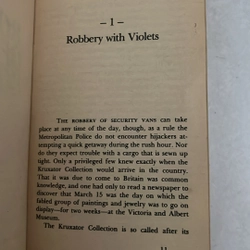 – 1 –
Robbery with Violets
THE ROBBERY OF SECURITY VANS can take
place at any time of the day, though, as a rule the
Metropolitan Police do not encounter hijackers at-
tempting a quick getaway during rush hour. Nor
do they expect trouble with a cargo that is sewn up
tight. Only a privileged few knew exactly when the
Kruxator Collection would arrive in the country.
That it was due to come to Britain was common
knowledge, and one had only to read a newspaper to
discover that March 15 was the day on which the
fabled group of paintings and jewelry was to go on
display—for two weeks—at the Victoria and Albert
Museum.
The Kruxator Collection is so called after its
11